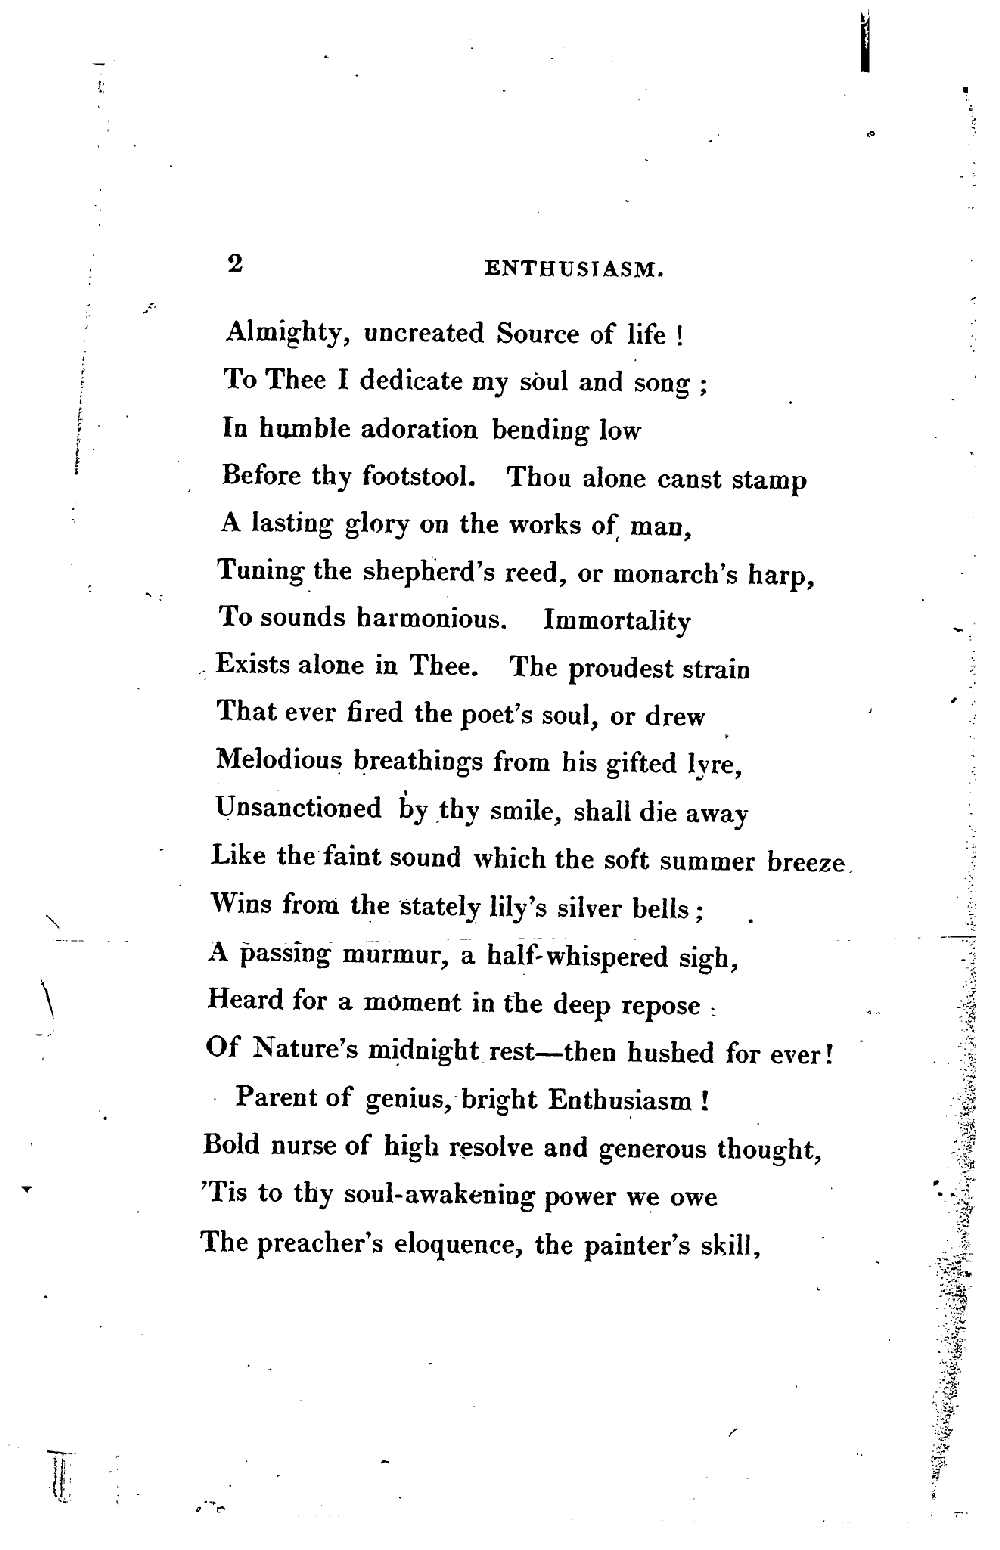 2 ENTHUSIASM.
Almighty, uncreated Source of life !
To Thee I dedicate my soul and song ;
In humble adoration bending low
Before thy footstool. Thou alone canst stamp
A lasting glory on the works of man,
Tuning the shepherd's reed, or monarch's harp,
To sounds harmonious. Immortality
Exists alone in Thee. The proudest strain
That ever fired the poet's soul, or drew
Melodious breathings from his gifted lyre,
Unsanctioned by thy smile, shall die away
Like the faint sound which the soft summer breeze
Wins from the stately lily's silver bells ;
A passing murmur, a half-whispered sigh,
Heard for a moment in the deep repose
Of Nature's midnight rest—then hushed for ever!
Parent of genius, bright Enthusiasm !
Bold nurse of high resolve and generous thought,
'Tis to thy soul-awakening power we owe
The preacher's eloquence, the painter's skill,